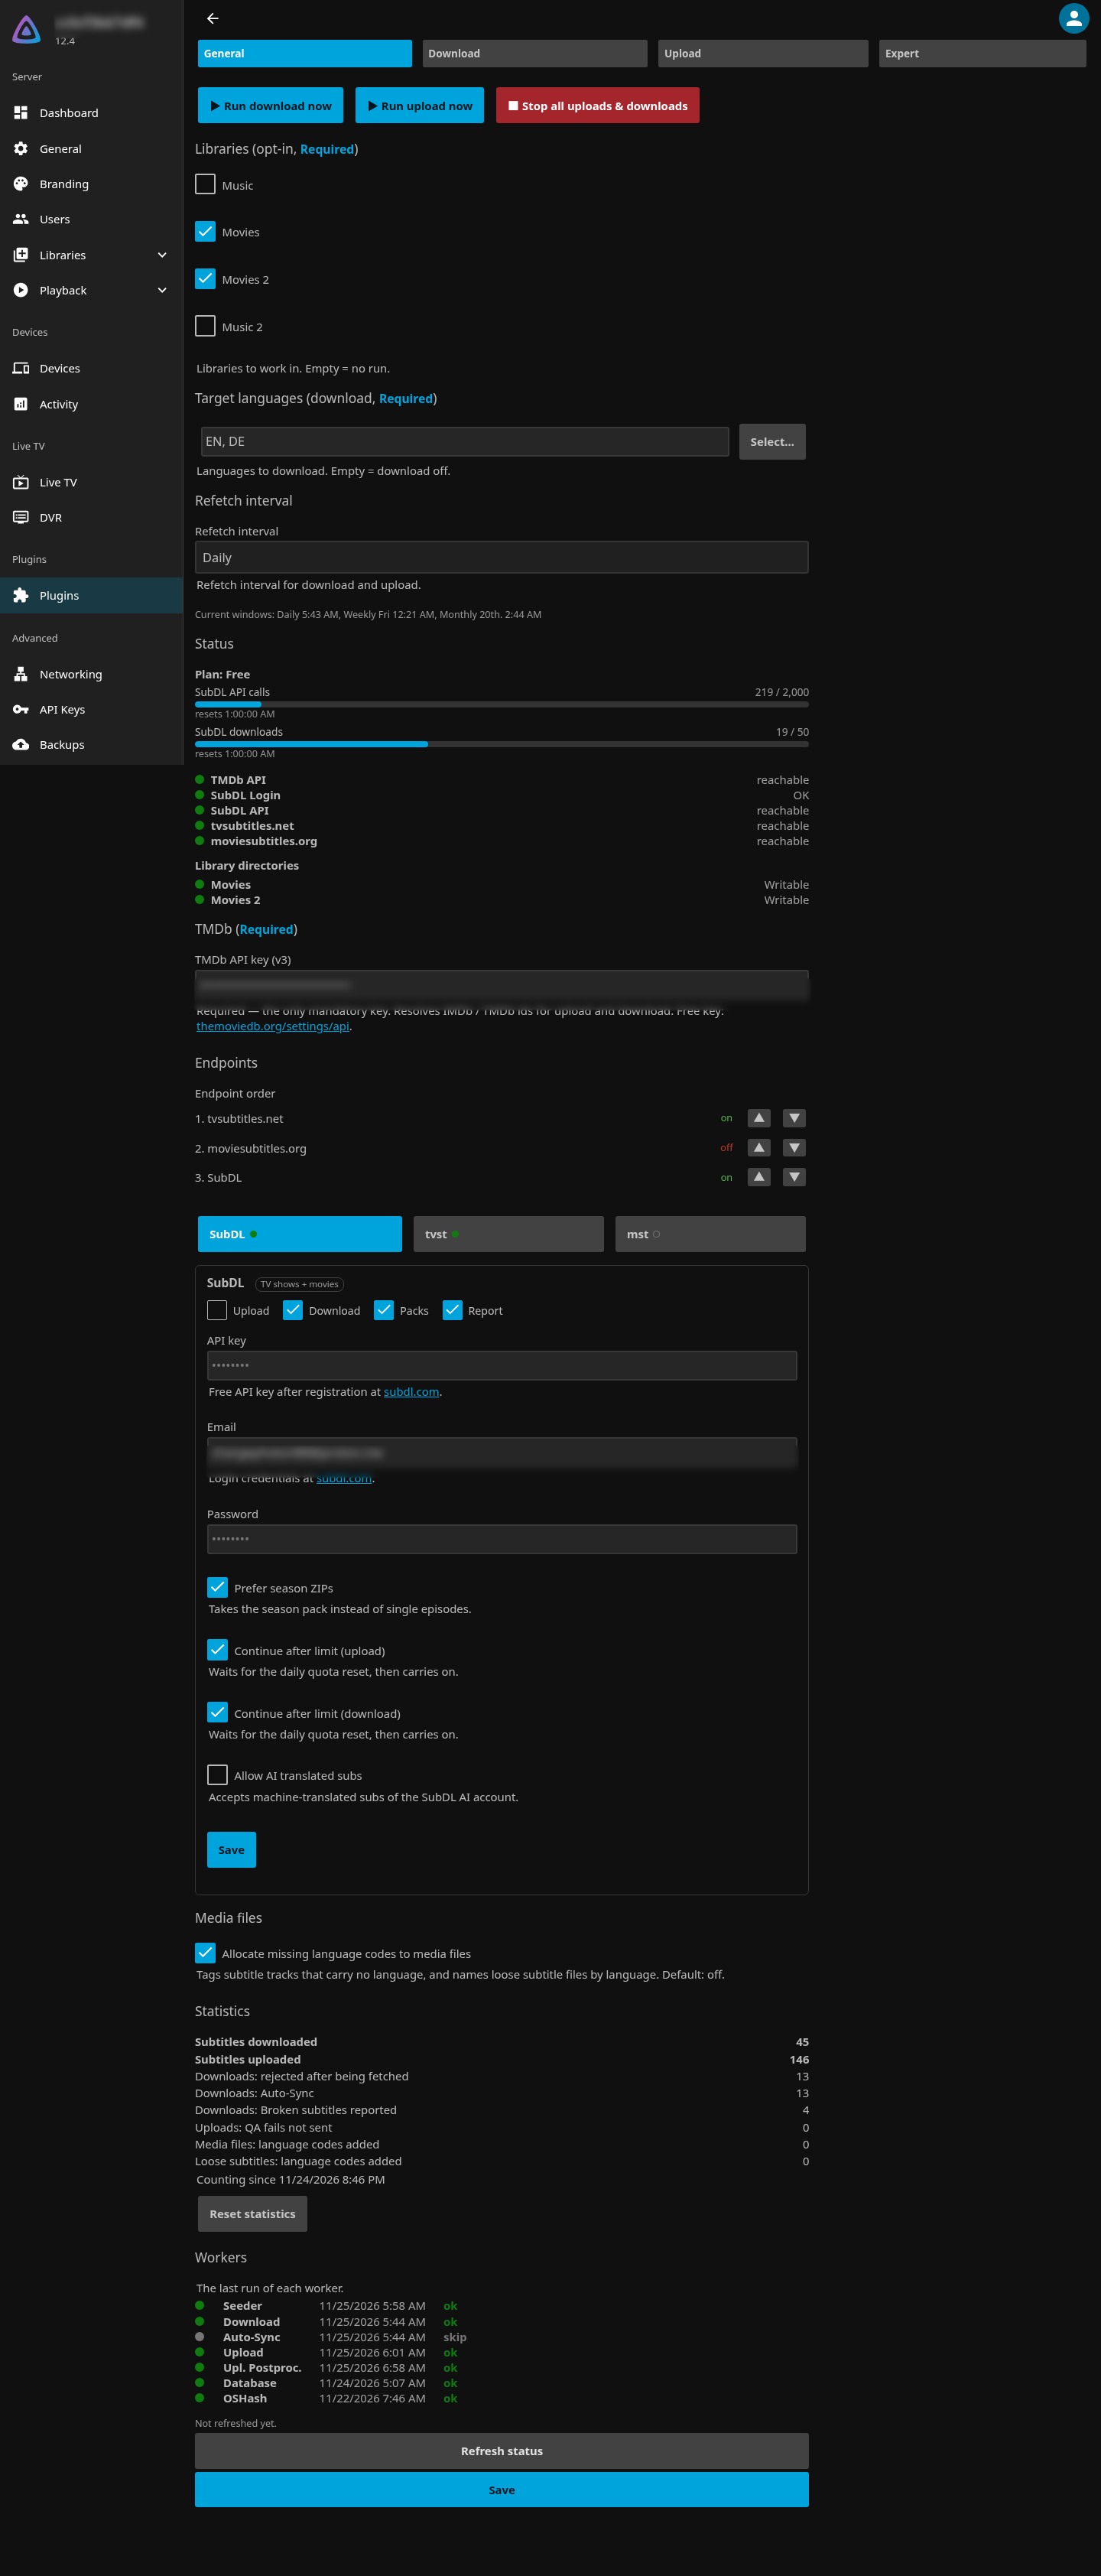 12.4
Server
Dashboard
General
Branding
Users
Libraries
Playback
Devices
Devices
Activity
Live TV
Live TV
DVR
Plugins
Plugins
Advanced
Networking
API Keys
Backups
General
Download
Upload
Expert
▶ Run download now
▶ Run upload now
■ Stop all uploads & downloads
Libraries (opt-in, Required)
Music
Movies
Movies 2
Music 2
Libraries to work in. Empty = no run.
Target languages (download, Required)
EN, DE
Select...
Languages to download. Empty = download off.
Refetch interval
Refetch interval
Daily
Refetch interval for download and upload.
Current windows: Daily 5:43 AM, Weekly Fri 12:21 AM, Monthly 20th. 2:44 AM
Status
Plan: Free
SubDL API calls 219 / 2,000
resets 1:00:00 AM
SubDL downloads 19 / 50
resets 1:00:00 AM
TMDb API reachable
SubDL Login OK
SubDL API reachable
tvsubtitles.net reachable
moviesubtitles.org reachable
Library directories
Movies Writable
Movies 2 Writable
TMDb (Required)
TMDb API key (v3)
Required — the only mandatory key. Resolves IMDb / TMDb ids for upload and download. Free key:
themoviedb.org/settings/api.
Endpoints
Endpoint order
1. tvsubtitles.net on ▲ ▼
2. moviesubtitles.org off ▲ ▼
3. SubDL on ▲ ▼
SubDL
tvst
mst
SubDL TV shows + movies
Upload Download Packs Report
API key
••••••••
Free API key after registration at subdl.com.
Email
Login credentials at subdl.com.
Password
••••••••
Prefer season ZIPs
Takes the season pack instead of single episodes.
Continue after limit (upload)
Waits for the daily quota reset, then carries on.
Continue after limit (download)
Waits for the daily quota reset, then carries on.
Allow AI translated subs
Accepts machine-translated subs of the SubDL AI account.
Save
Media files
Allocate missing language codes to media files
Tags subtitle tracks that carry no language, and names loose subtitle files by language. Default: off.
Statistics
Subtitles downloaded 45
Subtitles uploaded 146
Downloads: rejected after being fetched 13
Downloads: Auto-Sync 13
Downloads: Broken subtitles reported 4
Uploads: QA fails not sent 0
Media files: language codes added 0
Loose subtitles: language codes added 0
Counting since 11/24/2026 8:46 PM
Reset statistics
Workers
The last run of each worker.
Seeder 11/25/2026 5:58 AM ok
Download 11/25/2026 5:44 AM ok
Auto-Sync 11/25/2026 5:44 AM skip
Upload 11/25/2026 6:01 AM ok
Upl. Postproc. 11/25/2026 6:58 AM ok
Database 11/24/2026 5:07 AM ok
OSHash 11/22/2026 7:46 AM ok
Not refreshed yet.
Refresh status
Save